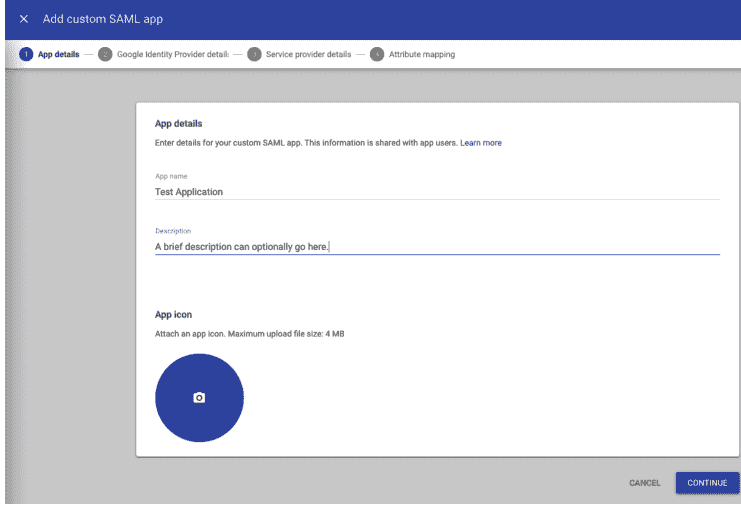 Add custom SAML app
1 App details — 2 Google Identity Provider detail: — 3 Service provider details — 4 Attribute mapping
App details
Enter details for your custom SAML app. This information is shared with app users. Learn more
App name
Test Application
Description
A brief description can optionally go here.
App icon
Attach an app icon. Maximum upload file size: 4 MB
CANCEL CONTINUE